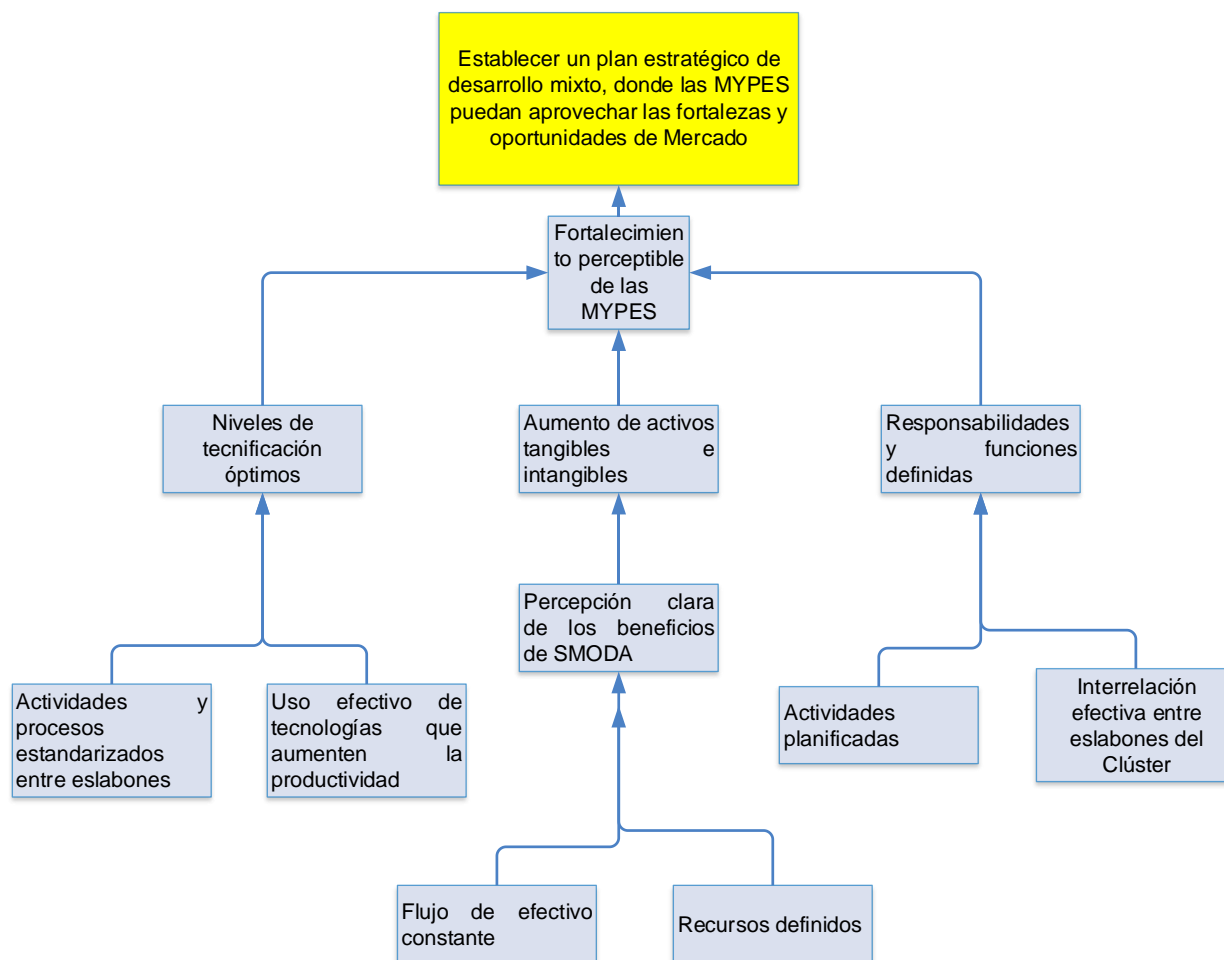 Establecer un plan estratégico de
desarrollo mixto, donde las MYPES
puedan aprovechar las fortalezas y
oportunidades de Mercado
Fortalecimien
to perceptible
de las
MYPES
Niveles de
tecnificación
óptimos
Aumento de activos
tangibles e
intangibles
Responsabilidades
y funciones
definidas
Percepción clara
de los beneficios
de SMODA
Actividades y
procesos
estandarizados
entre eslabones
Uso efectivo de
tecnologías que
aumenten la
productividad
Actividades
planificadas
Interrelación
efectiva entre
eslabones del
Clúster
Flujo de efectivo
constante
Recursos definidos